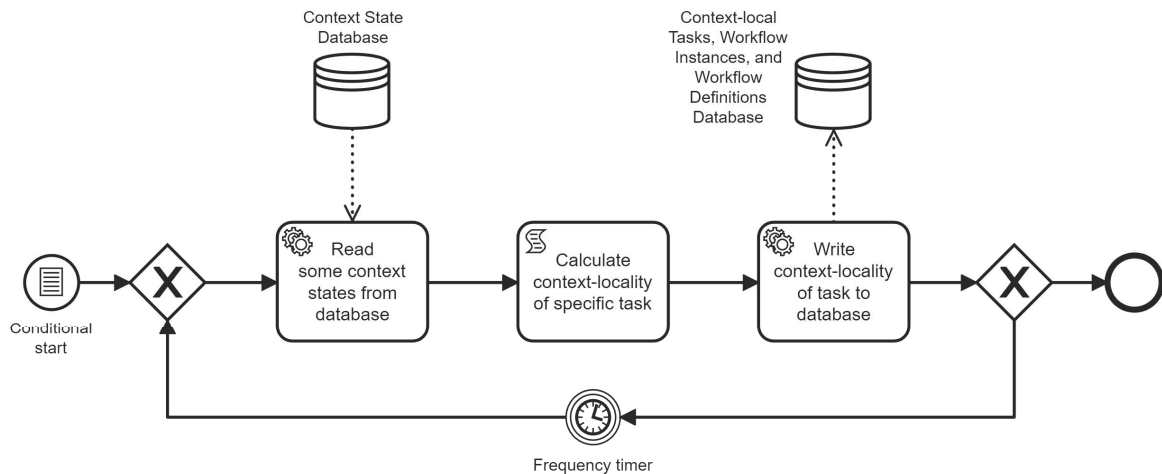 Context State
Database
Context-local
Tasks, Workflow
Instances, and
Workflow
Definitions
Database
Read
some context
states from
database
Calculate
context-locality
of specific task
Write
context-locality
of task to
database
X
X
Conditional
start
Frequency timer